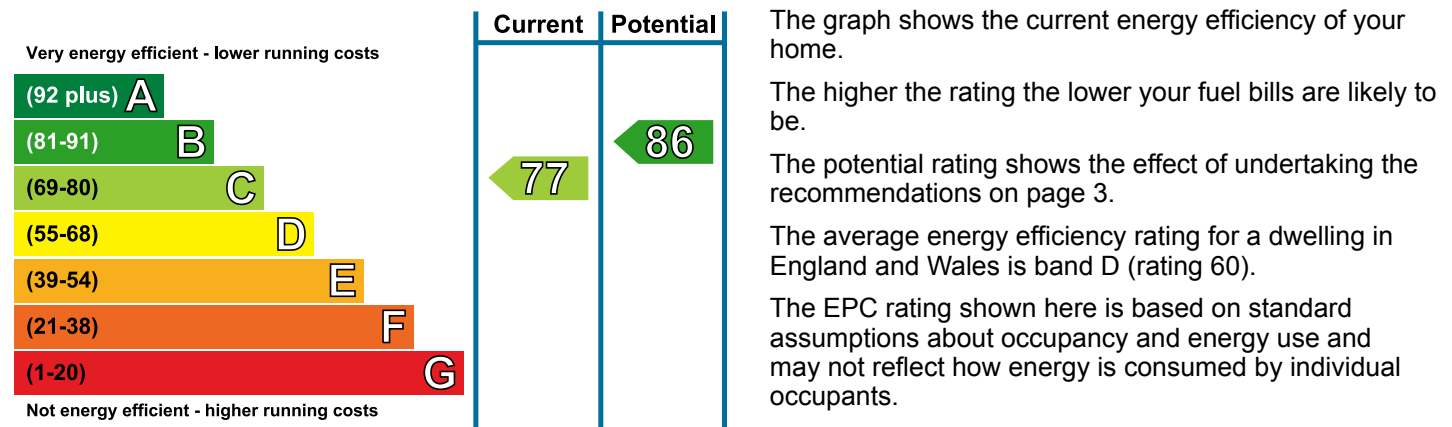 Current Potential
Very energy efficient - lower running costs
(92 plus) A
(81-91) B
(69-80) C
(55-68) D
(39-54) E
(21-38) F
(1-20) G
Not energy efficient - higher running costs
77
86
The graph shows the current energy efficiency of your
home.
The higher the rating the lower your fuel bills are likely to
be.
The potential rating shows the effect of undertaking the
recommendations on page 3.
The average energy efficiency rating for a dwelling in
England and Wales is band D (rating 60).
The EPC rating shown here is based on standard
assumptions about occupancy and energy use and
may not reflect how energy is consumed by individual
occupants.